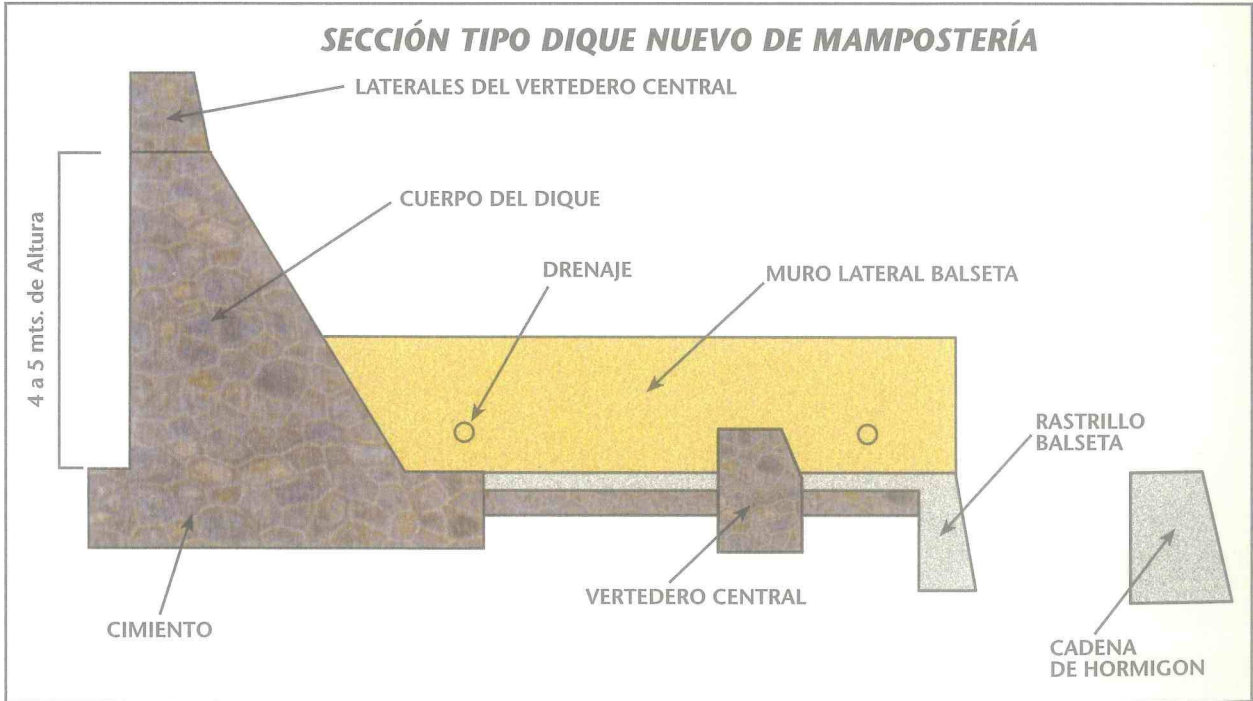 SECCIÓN TIPO DIQUE NUEVO DE MAMPOSTERÍA
LATERALES DEL VERTEDERO CENTRAL
CUERPO DEL DIQUE
4 a 5 mts. de Altura
DRENAJE
MURO LATERAL BALSETA
RASTRILLO
BALSETA
VERTEDERO CENTRAL
CIMIENTO
CADENA
DE HORMIGON